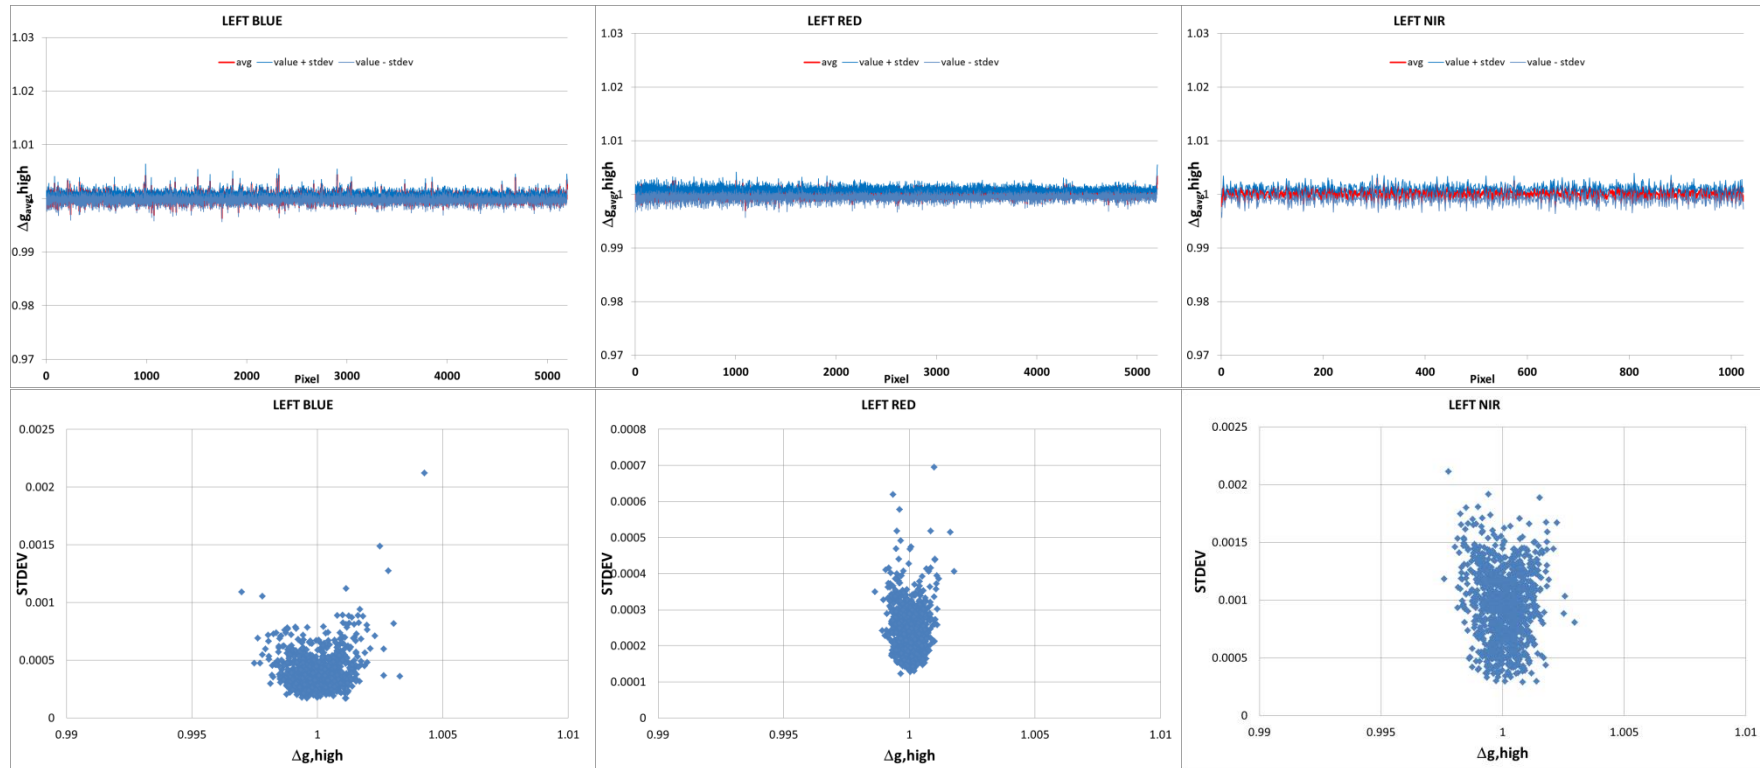 LEFT BLUE
avg value + stdev value - stdev
1.03
1.02
1.01
1
0.99
0.98
0.97
Δg_avg,high
0 1000 2000 3000 4000 5000
Pixel
LEFT RED
avg value + stdev value - stdev
1.03
1.02
1.01
1
0.99
0.98
0.97
Δg_avg,high
0 1000 2000 3000 4000 5000
Pixel
LEFT NIR
avg value + stdev value - stdev
1.03
1.02
1.01
1
0.99
0.98
0.97
Δg_avg,high
0 200 400 600 800 1000
Pixel
LEFT BLUE
0.0025
0.002
0.0015
0.001
0.0005
0
STDEV
0.99 0.995 1 1.005 1.01
Δg,high
LEFT RED
0.0008
0.0007
0.0006
0.0005
0.0004
0.0003
0.0002
0.0001
0
STDEV
0.99 0.995 1 1.005 1.01
Δg,high
LEFT NIR
0.0025
0.002
0.0015
0.001
0.0005
0
STDEV
0.99 0.995 1 1.005 1.01
Δg,high